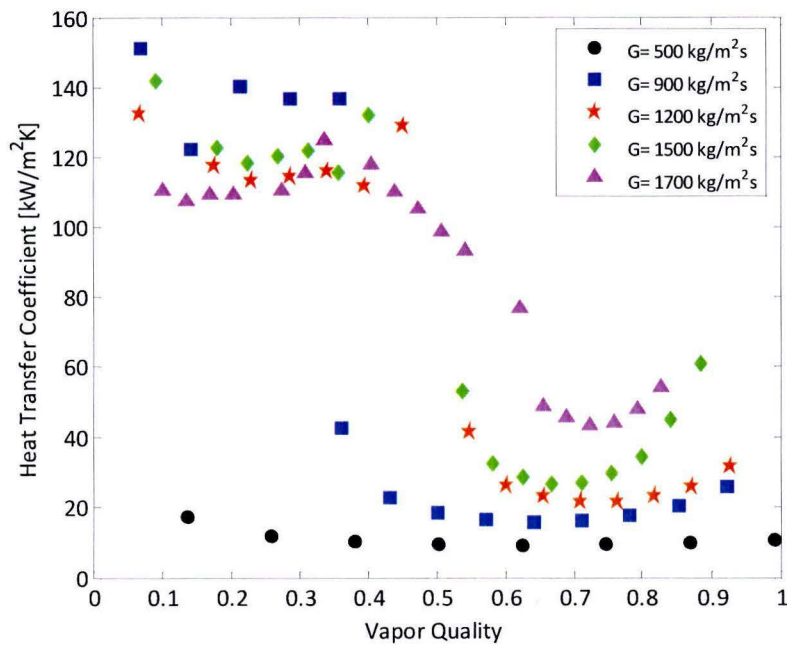 160
140
120
100
80
60
40
20
0
Heat Transfer Coefficient [kW/m²K]
G= 500 kg/m²s
G= 900 kg/m²s
G= 1200 kg/m²s
G= 1500 kg/m²s
G= 1700 kg/m²s
0 0.1 0.2 0.3 0.4 0.5 0.6 0.7 0.8 0.9 1
Vapor Quality